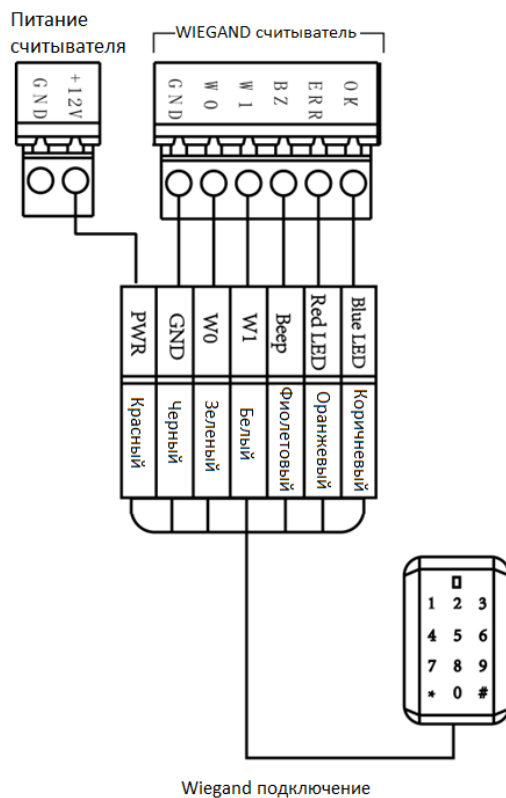 Питание
считывателя
WIEGAND считыватель
GND
+12V
GND
W0
W1
BZ
ERR
OK
PWR
GND
W0
W1
Beep
Red LED
Blue LED
Красный
Черный
Зеленый
Белый
Фиолетовый
Оранжевый
Коричневый
1 2 3
4 5 6
7 8 9
* 0 #
Wiegand подключение